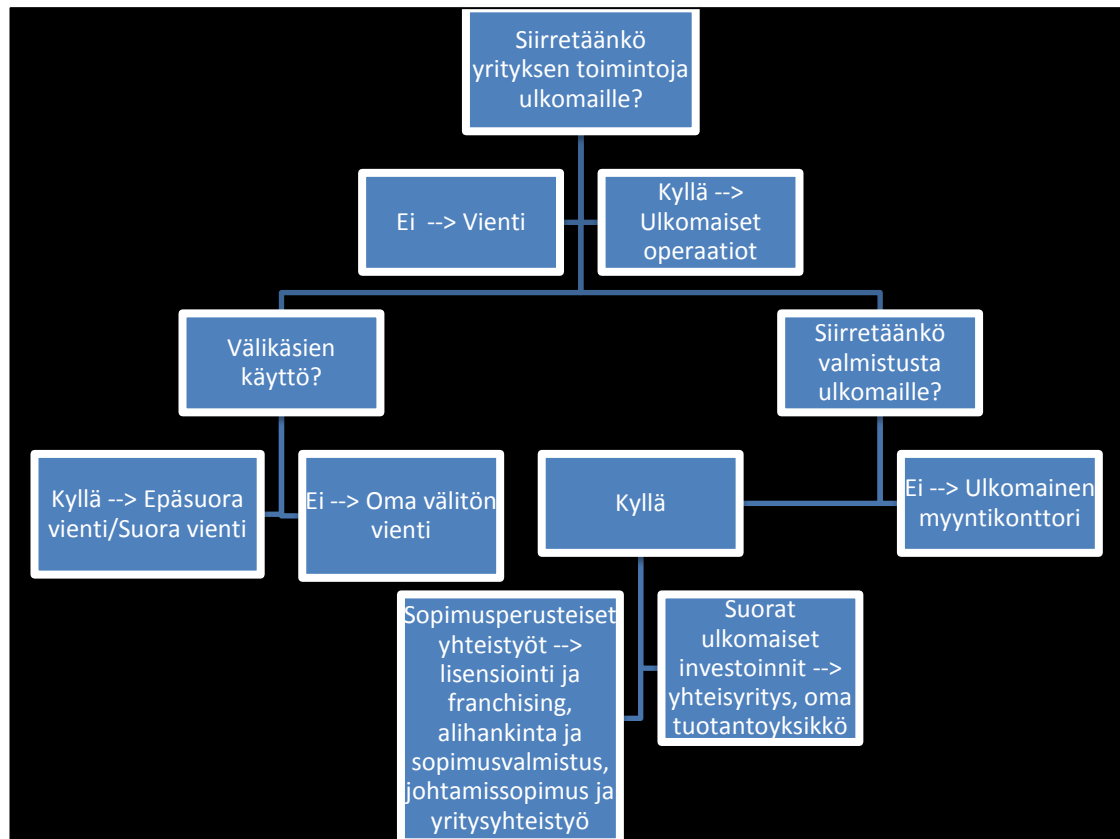 Siirretäänkö
yrityksen toimintoja
ulkomaille?
Ei --> Vienti
Kyllä -->
Ulkomaiset
operaatiot
Välikäsien
käyttö?
Siirretäänkö
valmistusta
ulkomaille?
Kyllä --> Epäsuora
vienti/Suora vienti
Ei --> Oma välitön
vienti
Kyllä
Ei --> Ulkomainen
myyntikonttori
Sopimusperusteiset
yhteistyöt -->
lisensiointi ja
franchising,
alihankinta ja
sopimusvalmistus,
johtamissopimus ja
yritysyhteistyö
Suorat
ulkomaiset
investoinnit -->
yhteisyritys, oma
tuotantoyksikkö